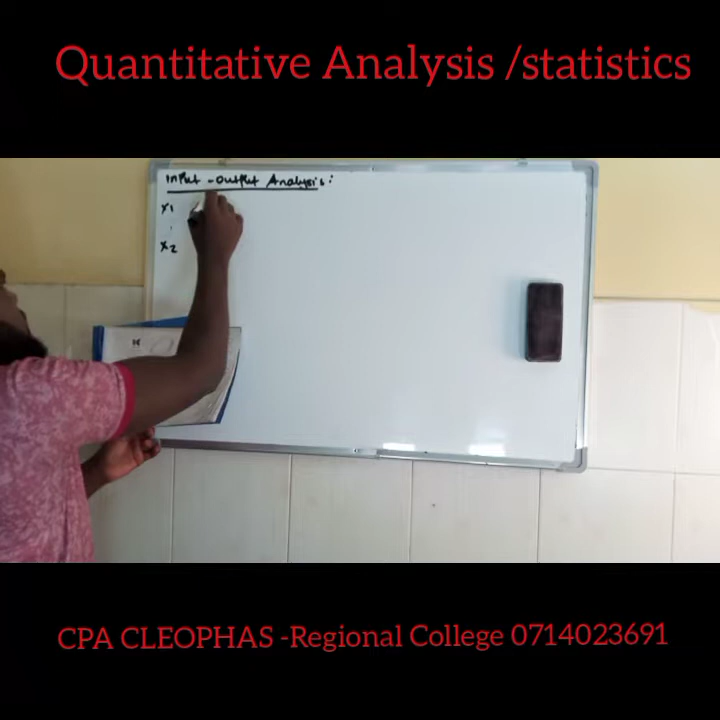 Quantitative Analysis /statistics
Input - Output Analysis:
x1
x2
CPA CLEOPHAS -Regional College 0714023691